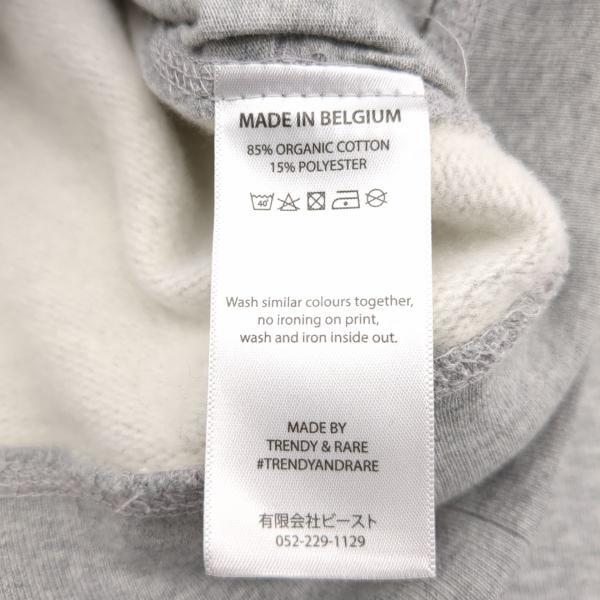 MADE IN BELGIUM
85% ORGANIC COTTON
15% POLYESTER
40
Wash similar colours together,
no ironing on print,
wash and iron inside out.
MADE BY
TRENDY & RARE
#TRENDYANDRARE
有限会社ビースト
052-229-1129